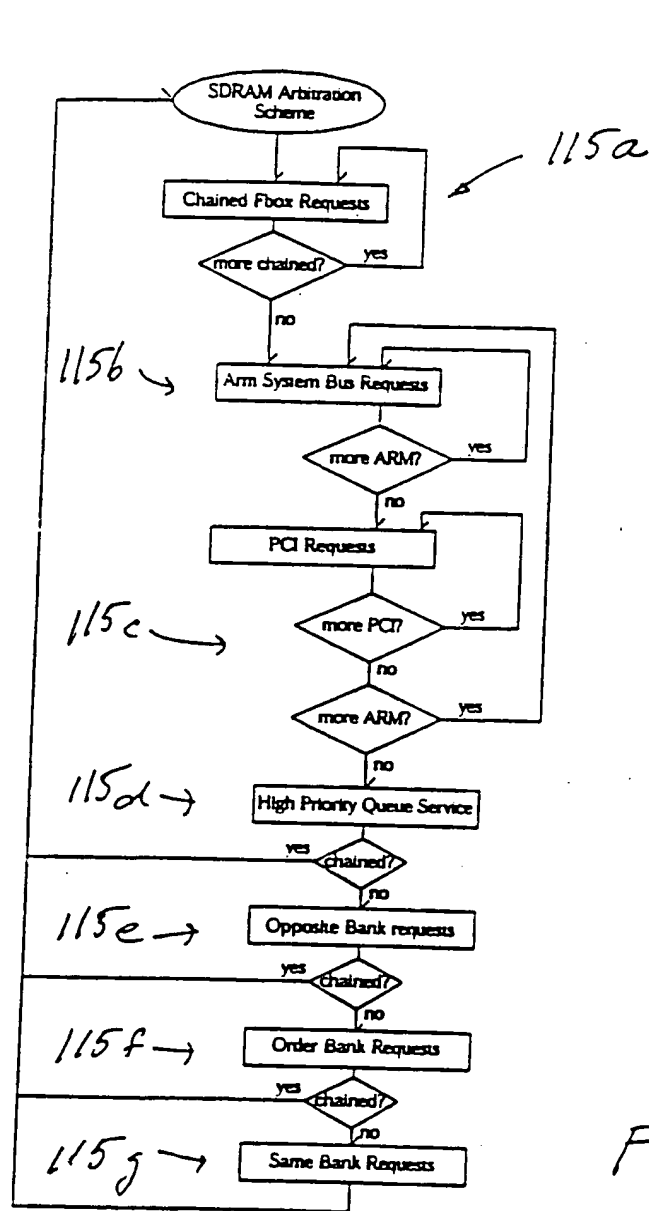 SDRAM Arbitration
Scheme
115a
Chained Fbox Requests
more chained?
yes
no
115b
Arm System Bus Requests
more ARM?
yes
no
PCI Requests
115c
more PCI?
yes
no
more ARM?
yes
no
115d
High Priority Queue Service
yes
chained?
no
115e
Opposite Bank requests
yes
chained?
no
115f
Order Bank Requests
yes
chained?
no
115g
Same Bank Requests
F